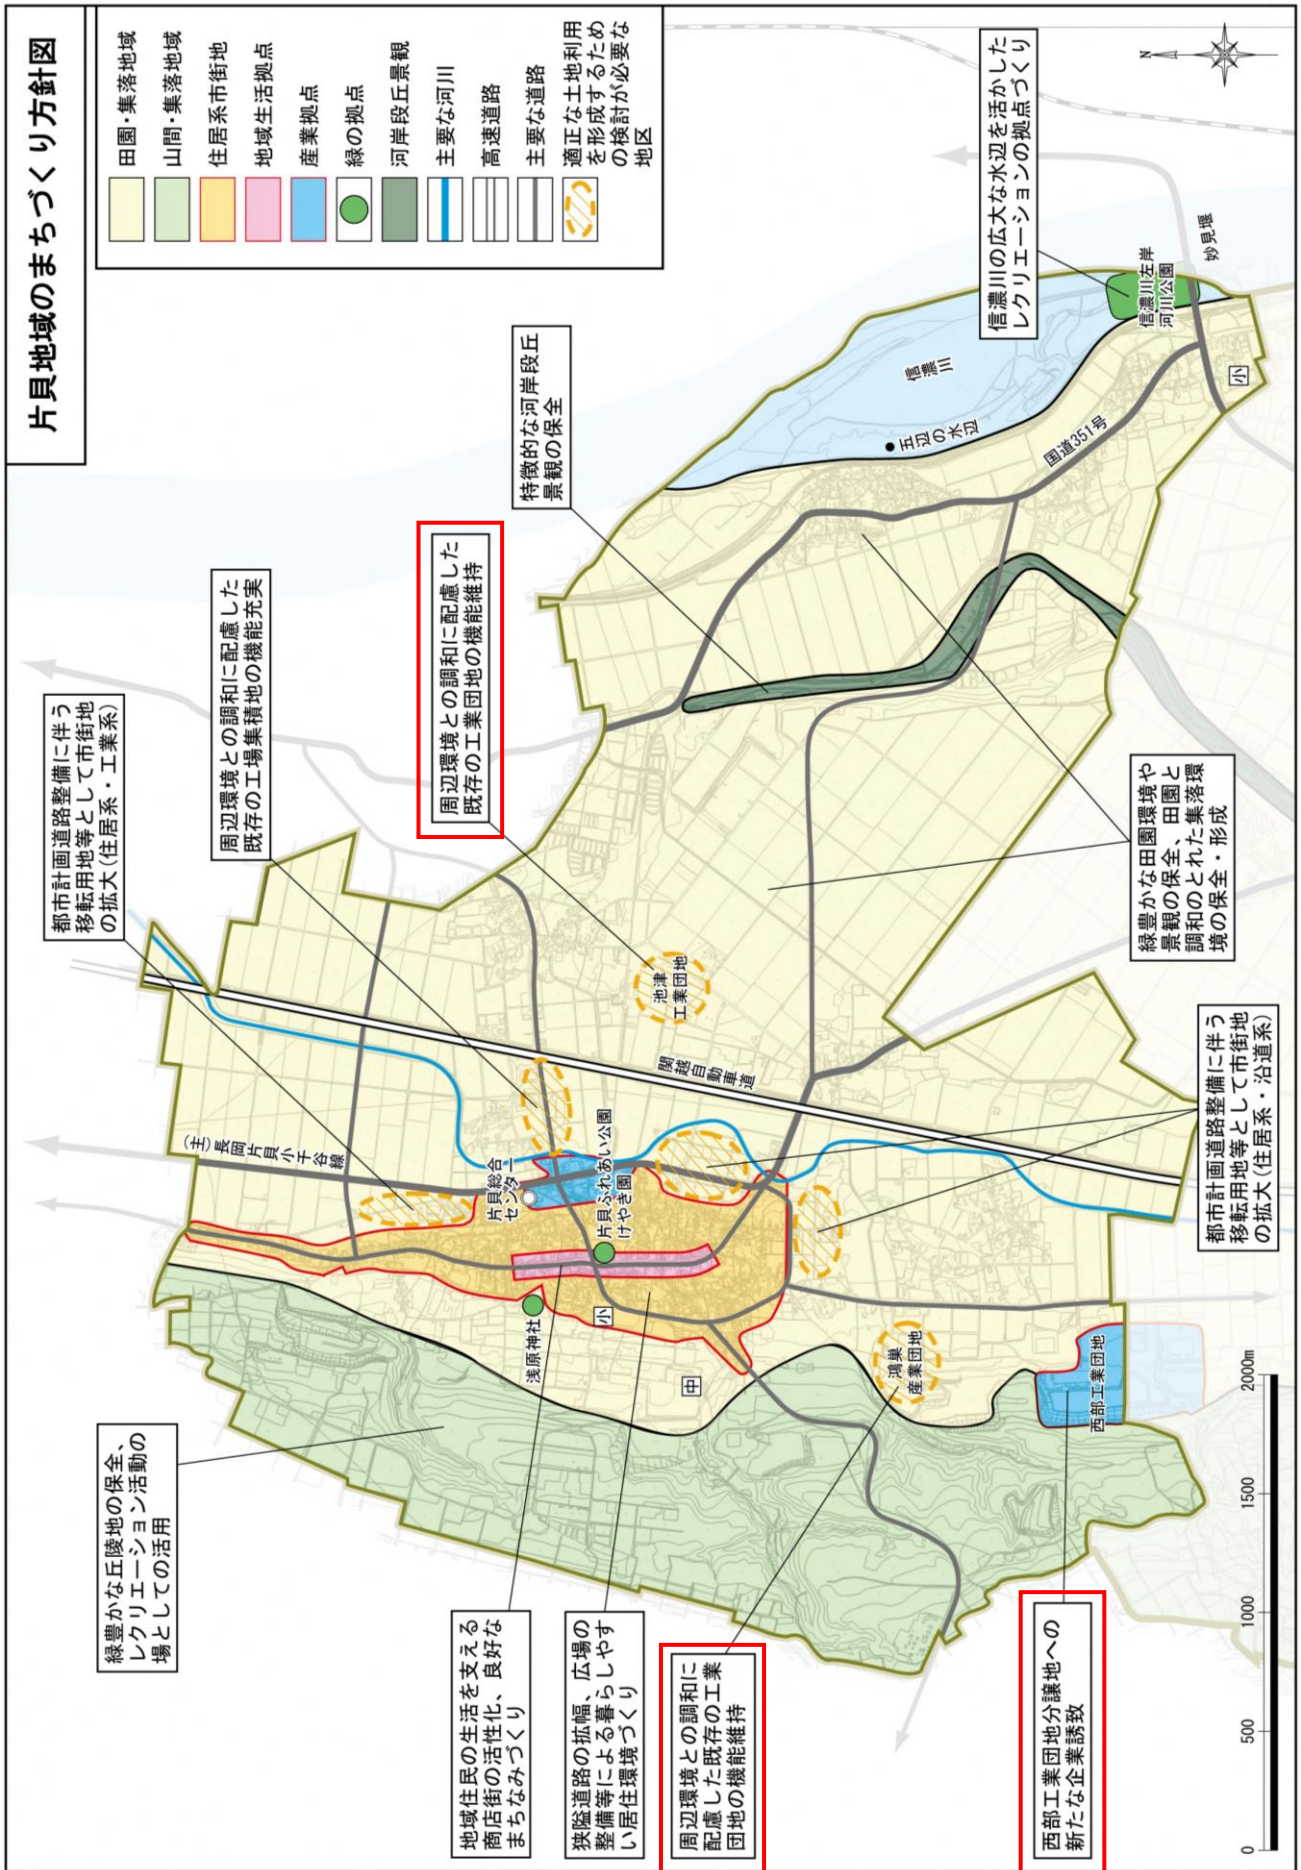 片貝地域のまちづくり方針図
田園・集落地域
山間・集落地域
住居系市街地
地域生活拠点
産業拠点
緑の拠点
河岸段丘景観
主要な河川
高速道路
主要な道路
適正な土地利用
を形成するため
の検討が必要な
地区
N
都市計画道路整備に伴う
移転用地等として市街地
の拡大(住居系・工業系)
周辺環境との調和に配慮した
既存の工場集積地の機能充実
周辺環境との調和に配慮した
既存の工業団地の機能維持
特徴的な河岸段丘
景観の保全
信濃川の広大な水辺を活かした
レクリエーションの拠点づくり
緑豊かな丘陵地の保全、
レクリエーション活動の
場としての活用
(主)長岡片貝小千谷線
片貝総合
センター
片貝ふれあい公園
けやき園
浅原神社
小
中
池津
工業団地
関越自動車道
信濃川
五辺の水辺
国道351号
信濃川左岸
河川公園
妙見堰
小
鴻巣
産業団地
西部工業団地
地域住民の生活を支える
商店街の活性化、良好な
まちなみづくり
狭隘道路の拡幅、広場の
整備等による暮らしやす
い居住環境づくり
周辺環境との調和に
配慮した既存の工業
団地の機能維持
西部工業団地分譲地への
新たな企業誘致
都市計画道路整備に伴う
移転用地等として市街地
の拡大(住居系・沿道系)
緑豊かな田園環境や
景観の保全、田園と
調和のとれた集落環
境の保全・形成
0
500
1000
1500
2000m